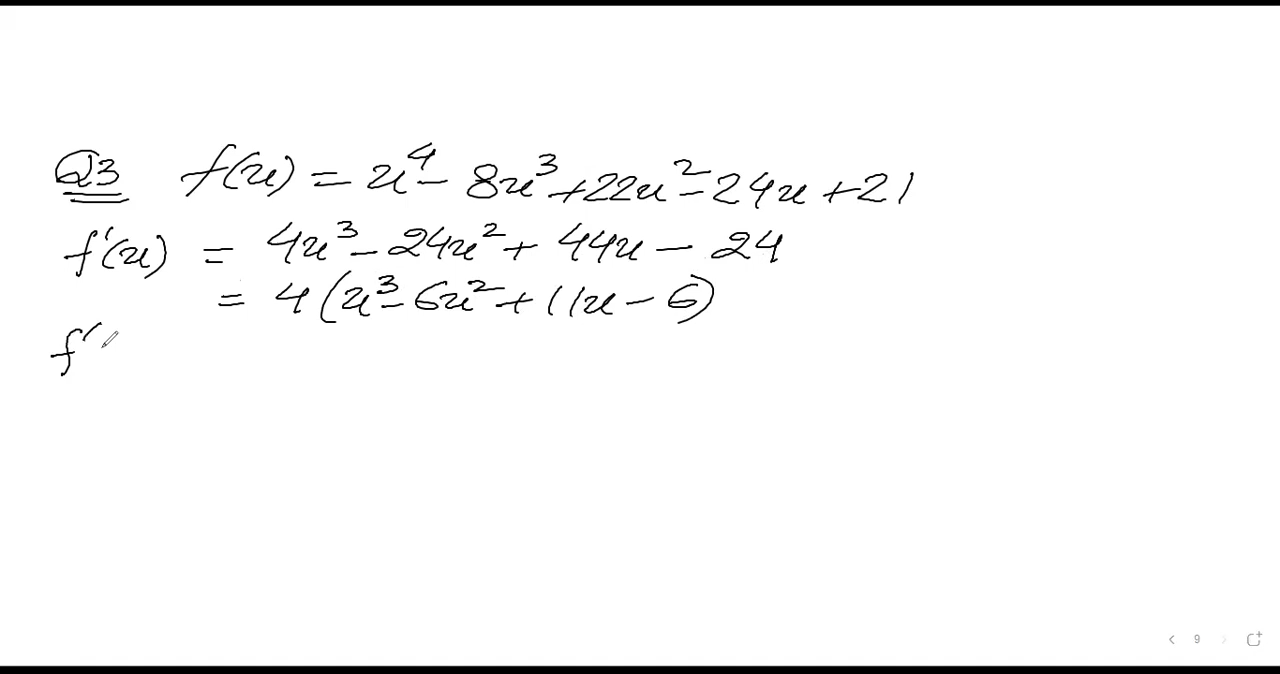 Q3 f(x) = x⁴ - 8x³ + 22x² - 24x + 21
f'(x) = 4x³ - 24x² + 44x - 24
= 4(x³ - 6x² + 11x - 6)
f'
9